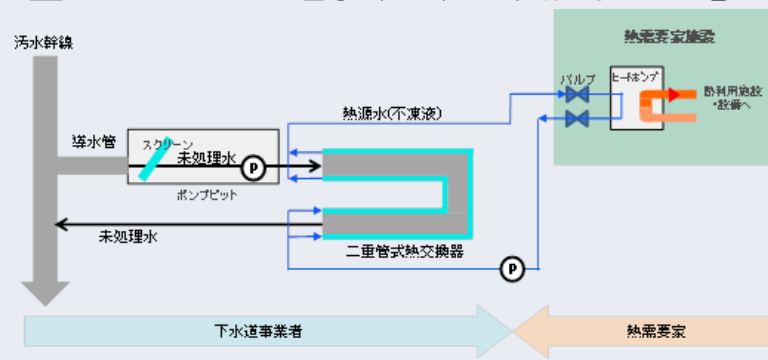 汚水幹線
熱需要家施設
バルブ
ヒートポンプ
熱利用施設
・設備へ
熱源水(不凍液)
導水管
スクリーン
未処理水
P
ポンプピット
未処理水
二重管式熱交換器
P
下水道事業者
熱需要家